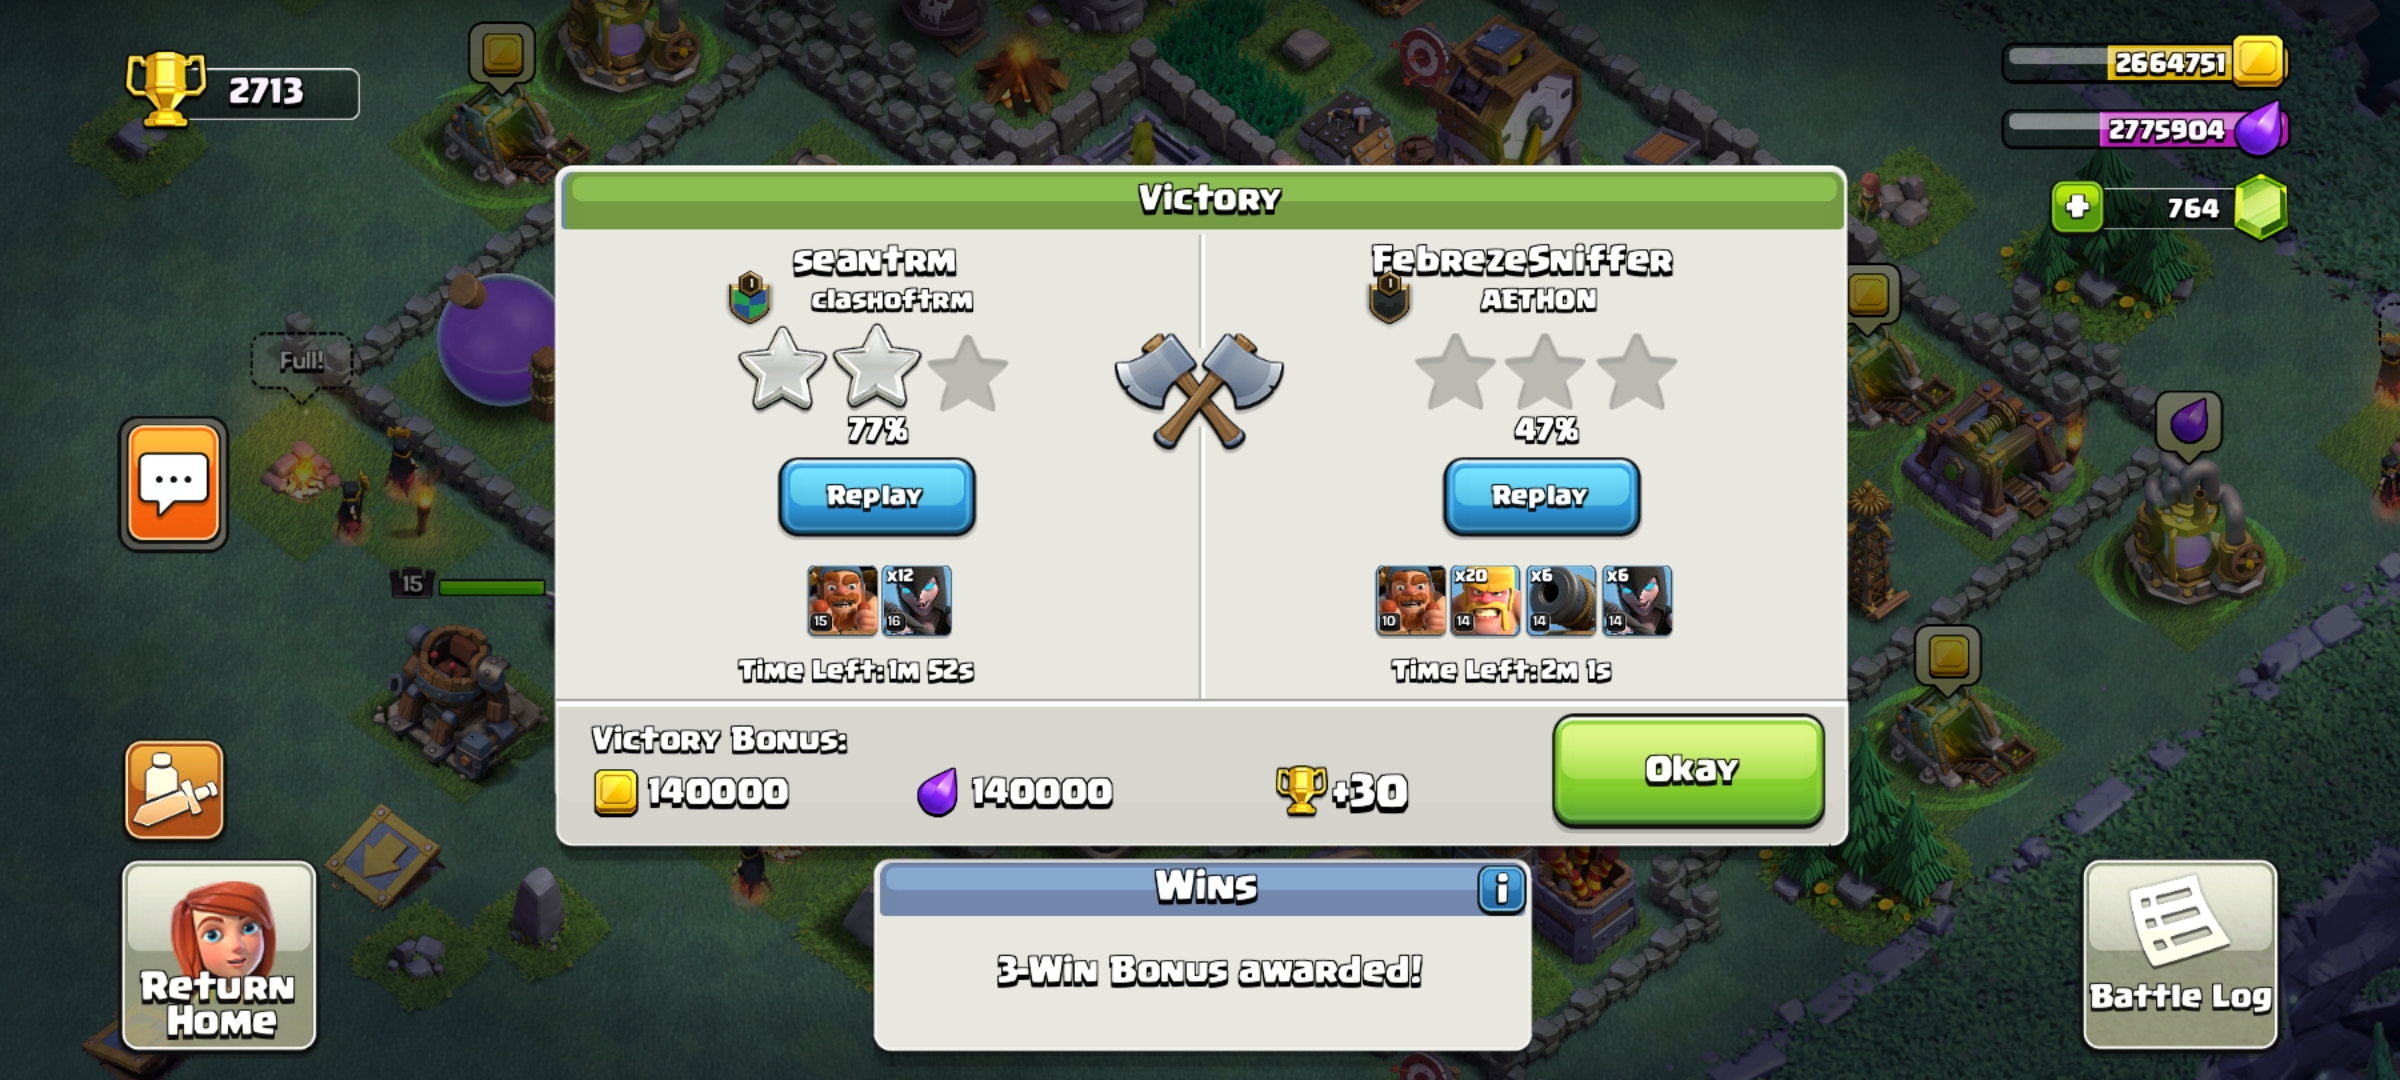 2713
2664751
2775904
764
Victory
seantrm
clashoftrm
1
77%
Replay
15
x12
16
Time Left: 1m 52s
FebrezeSniffer
AETHON
1
47%
Replay
10
x20
14
x6
14
x6
14
Time Left: 2m 1s
Full!
15
Victory Bonus:
140000
140000
+30
Okay
Wins
i
3-Win Bonus awarded!
Return
Home
Battle Log